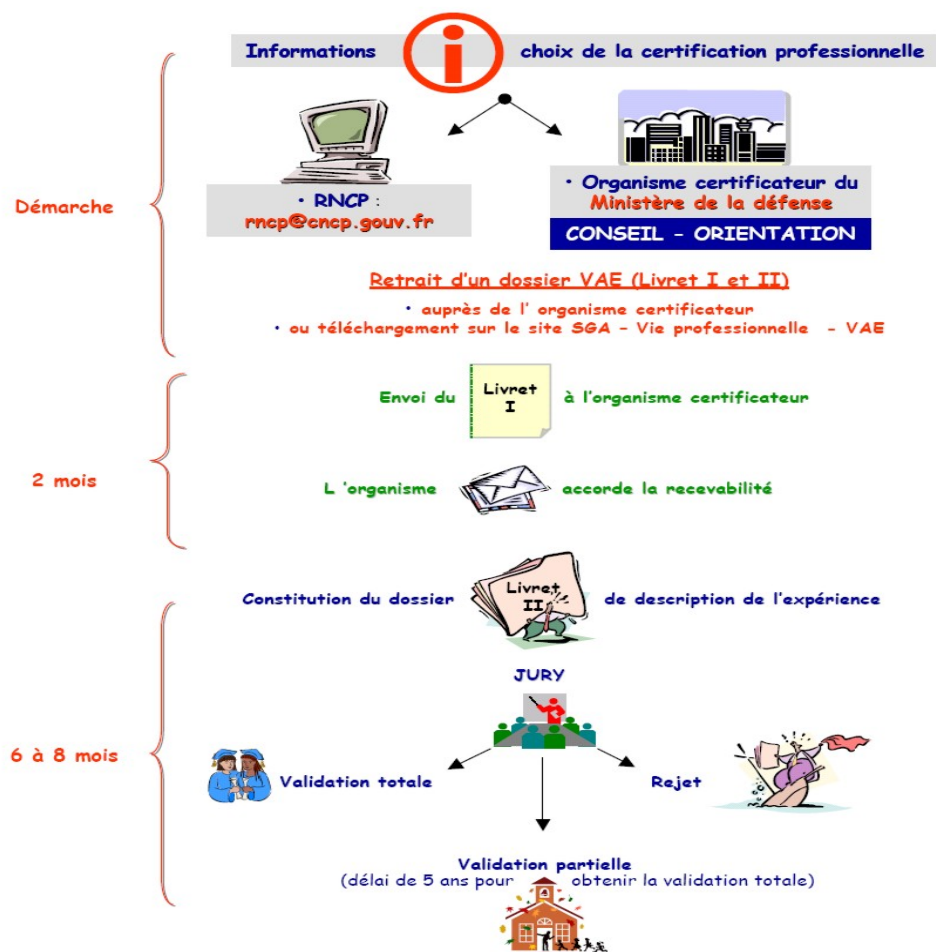 Informations choix de la certification professionnelle
• RNCP :
rncp@cncp.gouv.fr
• Organisme certificateur du
Ministère de la défense
CONSEIL - ORIENTATION
Démarche
Retrait d'un dossier VAE (Livret I et II)
• auprès de l' organisme certificateur
• ou téléchargement sur le site SGA - Vie professionnelle - VAE
2 mois
Envoi du Livret I à l'organisme certificateur
L 'organisme accorde la recevabilité
6 à 8 mois
Constitution du dossier Livret II de description de l'expérience
JURY
Validation totale
Rejet
Validation partielle
(délai de 5 ans pour obtenir la validation totale)